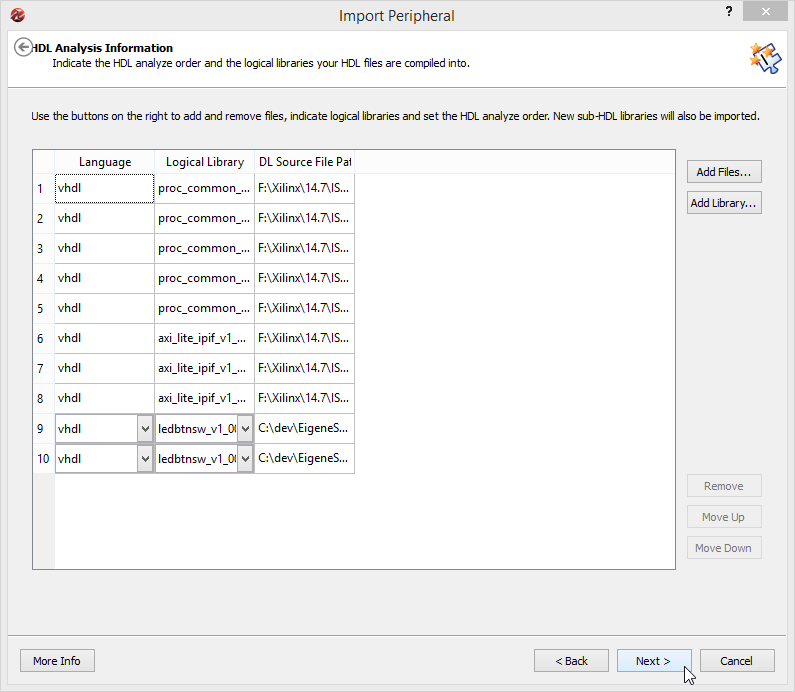 Import Peripheral
?
HDL Analysis Information
Indicate the HDL analyze order and the logical libraries your HDL files are compiled into.
Use the buttons on the right to add and remove files, indicate logical libraries and set the HDL analyze order. New sub-HDL libraries will also be imported.
Language Logical Library DL Source File Pat
1 vhdl proc_common_... F:\Xilinx\14.7\IS...
2 vhdl proc_common_... F:\Xilinx\14.7\IS...
3 vhdl proc_common_... F:\Xilinx\14.7\IS...
4 vhdl proc_common_... F:\Xilinx\14.7\IS...
5 vhdl proc_common_... F:\Xilinx\14.7\IS...
6 vhdl axi_lite_ipif_v1_... F:\Xilinx\14.7\IS...
7 vhdl axi_lite_ipif_v1_... F:\Xilinx\14.7\IS...
8 vhdl axi_lite_ipif_v1_... F:\Xilinx\14.7\IS...
9 vhdl ledbtnsw_v1_00 C:\dev\EigeneS...
10 vhdl ledbtnsw_v1_00 C:\dev\EigeneS...
Add Files...
Add Library...
Remove
Move Up
Move Down
More Info
< Back
Next >
Cancel